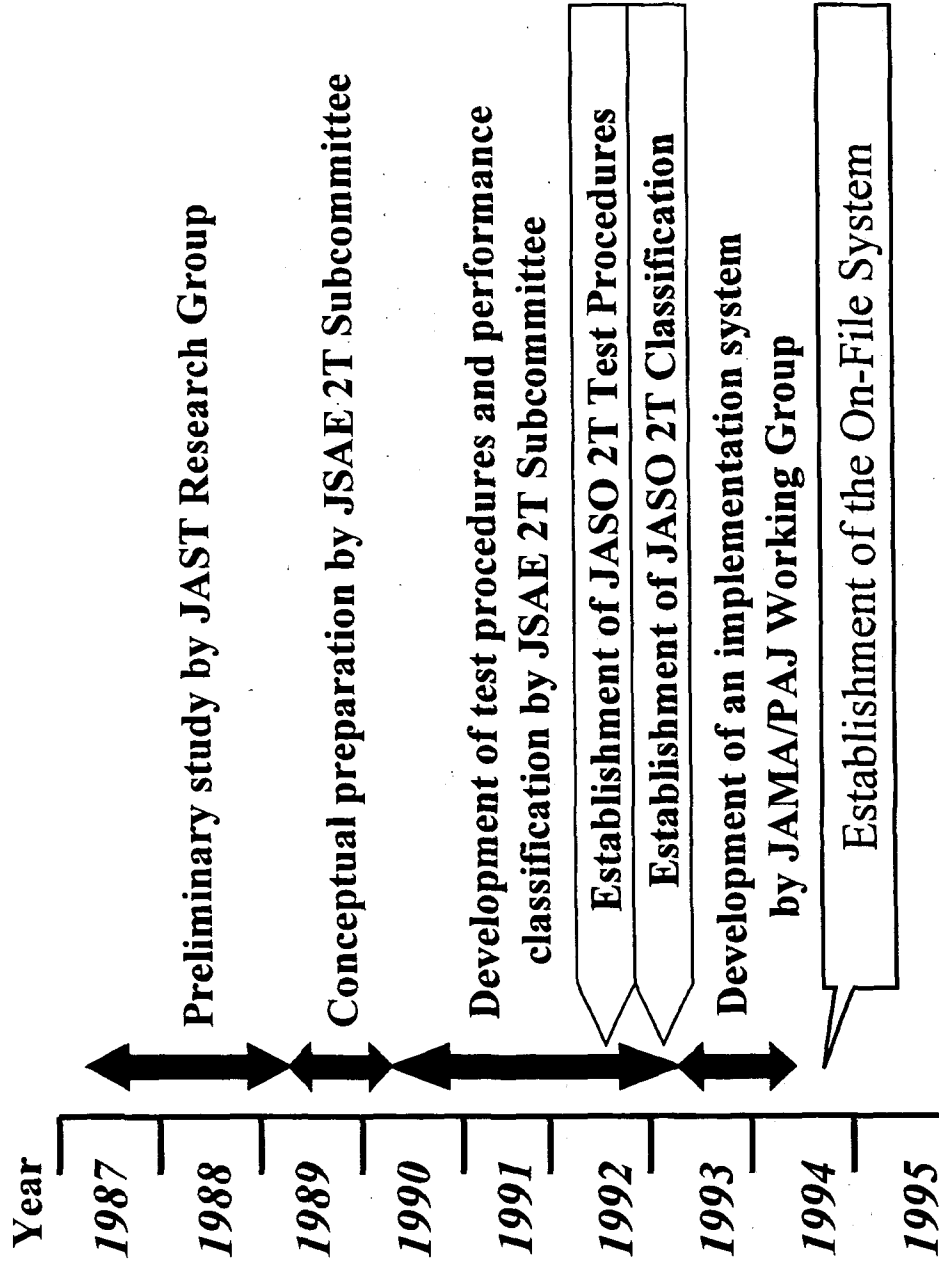 Year
1987
1988
1989
1990
1991
1992
1993
1994
1995
Preliminary study by JAST Research Group
Conceptual preparation by JSAE 2T Subcommittee
Development of test procedures and performance
classification by JSAE 2T Subcommittee
Establishment of JASO 2T Test Procedures
Establishment of JASO 2T Classification
Development of an implementation system
by JAMA/PAJ Working Group
Establishment of the On-File System